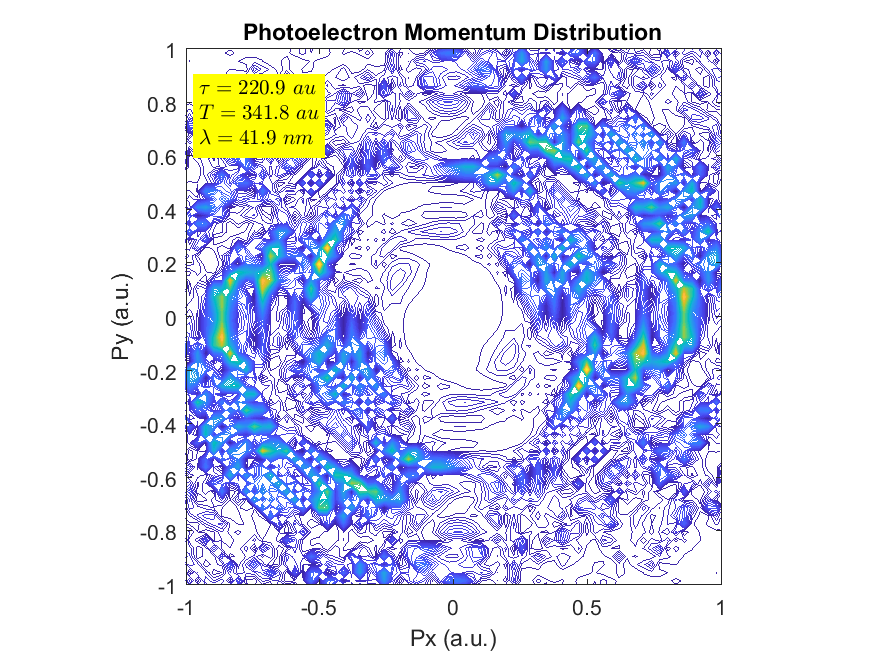 Photoelectron Momentum Distribution
τ = 220.9 au
T = 341.8 au
λ = 41.9 nm
1
0.8
0.6
0.4
0.2
0
-0.2
-0.4
-0.6
-0.8
-1
Py (a.u.)
-1 -0.5 0 0.5 1
Px (a.u.)